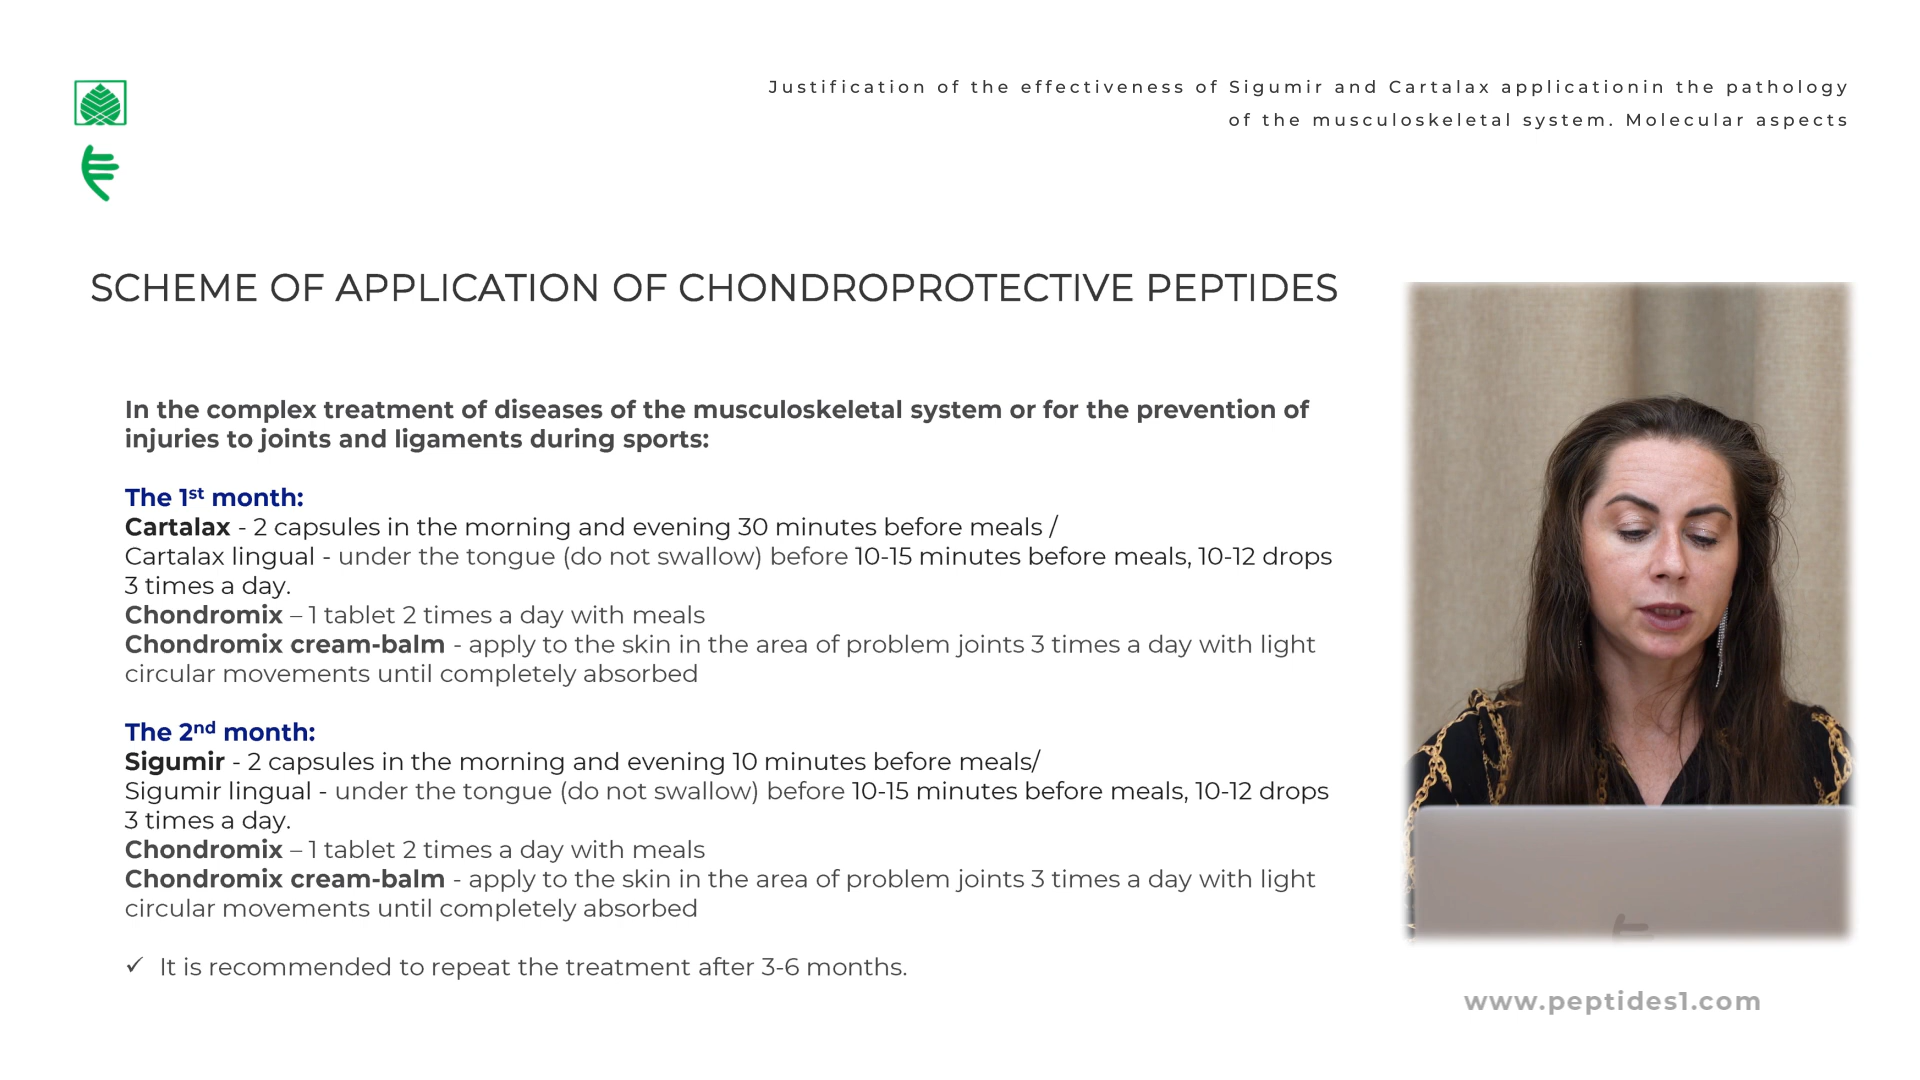 Justification of the effectiveness of Sigumir and Cartalax applicationin the pathology
of the musculoskeletal system. Molecular aspects
SCHEME OF APPLICATION OF CHONDROPROTECTIVE PEPTIDES
In the complex treatment of diseases of the musculoskeletal system or for the prevention of
injuries to joints and ligaments during sports:
The 1st month:
Cartalax - 2 capsules in the morning and evening 30 minutes before meals /
Cartalax lingual - under the tongue (do not swallow) before 10-15 minutes before meals, 10-12 drops
3 times a day.
Chondromix – 1 tablet 2 times a day with meals
Chondromix cream-balm - apply to the skin in the area of problem joints 3 times a day with light
circular movements until completely absorbed
The 2nd month:
Sigumir - 2 capsules in the morning and evening 10 minutes before meals/
Sigumir lingual - under the tongue (do not swallow) before 10-15 minutes before meals, 10-12 drops
3 times a day.
Chondromix – 1 tablet 2 times a day with meals
Chondromix cream-balm - apply to the skin in the area of problem joints 3 times a day with light
circular movements until completely absorbed
✓ It is recommended to repeat the treatment after 3-6 months.
www.peptides1.com